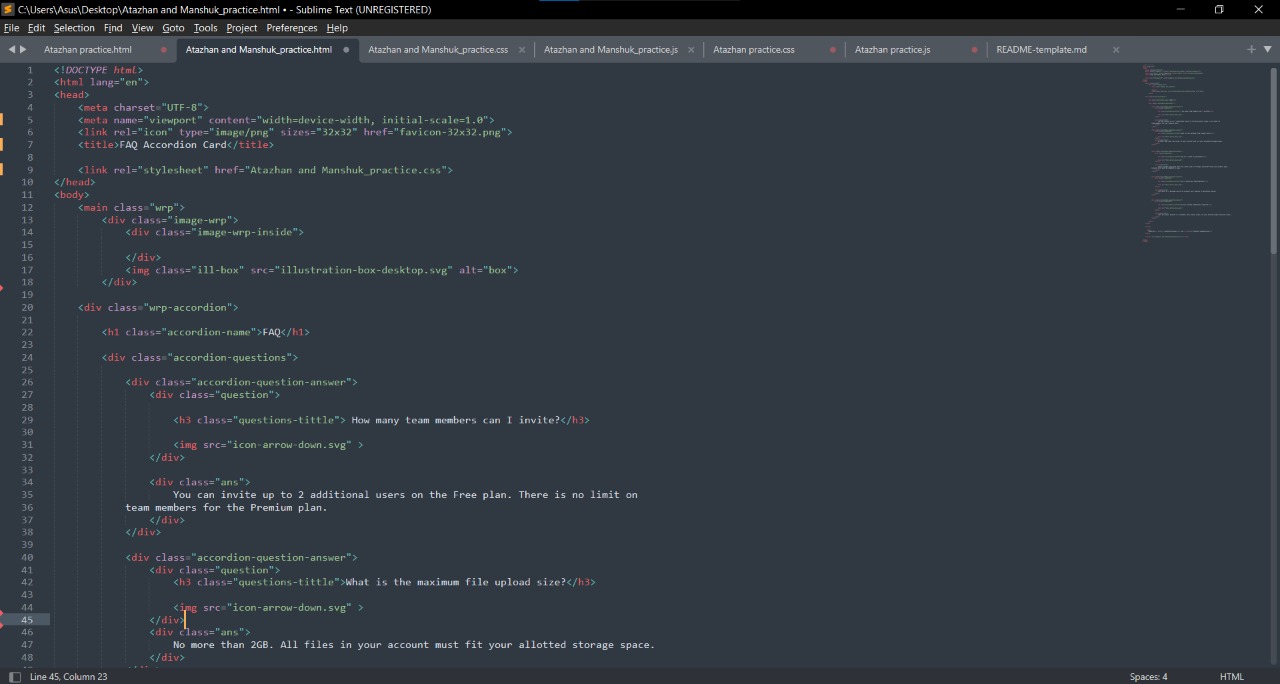 C:\Users\Asus\Desktop\Atazhan and Manshuk_practice.html • - Sublime Text (UNREGISTERED)
File Edit Selection Find View Goto Tools Project Preferences Help
Atazhan practice.html Atazhan and Manshuk_practice.html Atazhan and Manshuk_practice.css Atazhan and Manshuk_practice.js Atazhan practice.css Atazhan practice.js README-template.md
1 <!DOCTYPE html>
2 <html lang="en">
3 <head>
4 <meta charset="UTF-8">
5 <meta name="viewport" content="width=device-width, initial-scale=1.0">
6 <link rel="icon" type="image/png" sizes="32x32" href="favicon-32x32.png">
7 <title>FAQ Accordion Card</title>
8
9 <link rel="stylesheet" href="Atazhan and Manshuk_practice.css">
10 </head>
11 <body>
12 <main class="wrp">
13 <div class="image-wrp">
14 <div class="image-wrp-inside">
15
16 </div>
17 <img class="ill-box" src="illustration-box-desktop.svg" alt="box">
18 </div>
19
20 <div class="wrp-accordion">
21
22 <h1 class="accordion-name">FAQ</h1>
23
24 <div class="accordion-questions">
25
26 <div class="accordion-question-answer">
27 <div class="question">
28
29 <h3 class="questions-tittle"> How many team members can I invite?</h3>
30
31 <img src="icon-arrow-down.svg" >
32 </div>
33
34 <div class="ans">
35 You can invite up to 2 additional users on the Free plan. There is no limit on
36 team members for the Premium plan.
37 </div>
38 </div>
39
40 <div class="accordion-question-answer">
41 <div class="question">
42 <h3 class="questions-tittle">What is the maximum file upload size?</h3>
43
44 <img src="icon-arrow-down.svg" >
45 </div>
46 <div class="ans">
47 No more than 2GB. All files in your account must fit your allotted storage space.
48 </div>
Line 45, Column 23 Spaces: 4 HTML